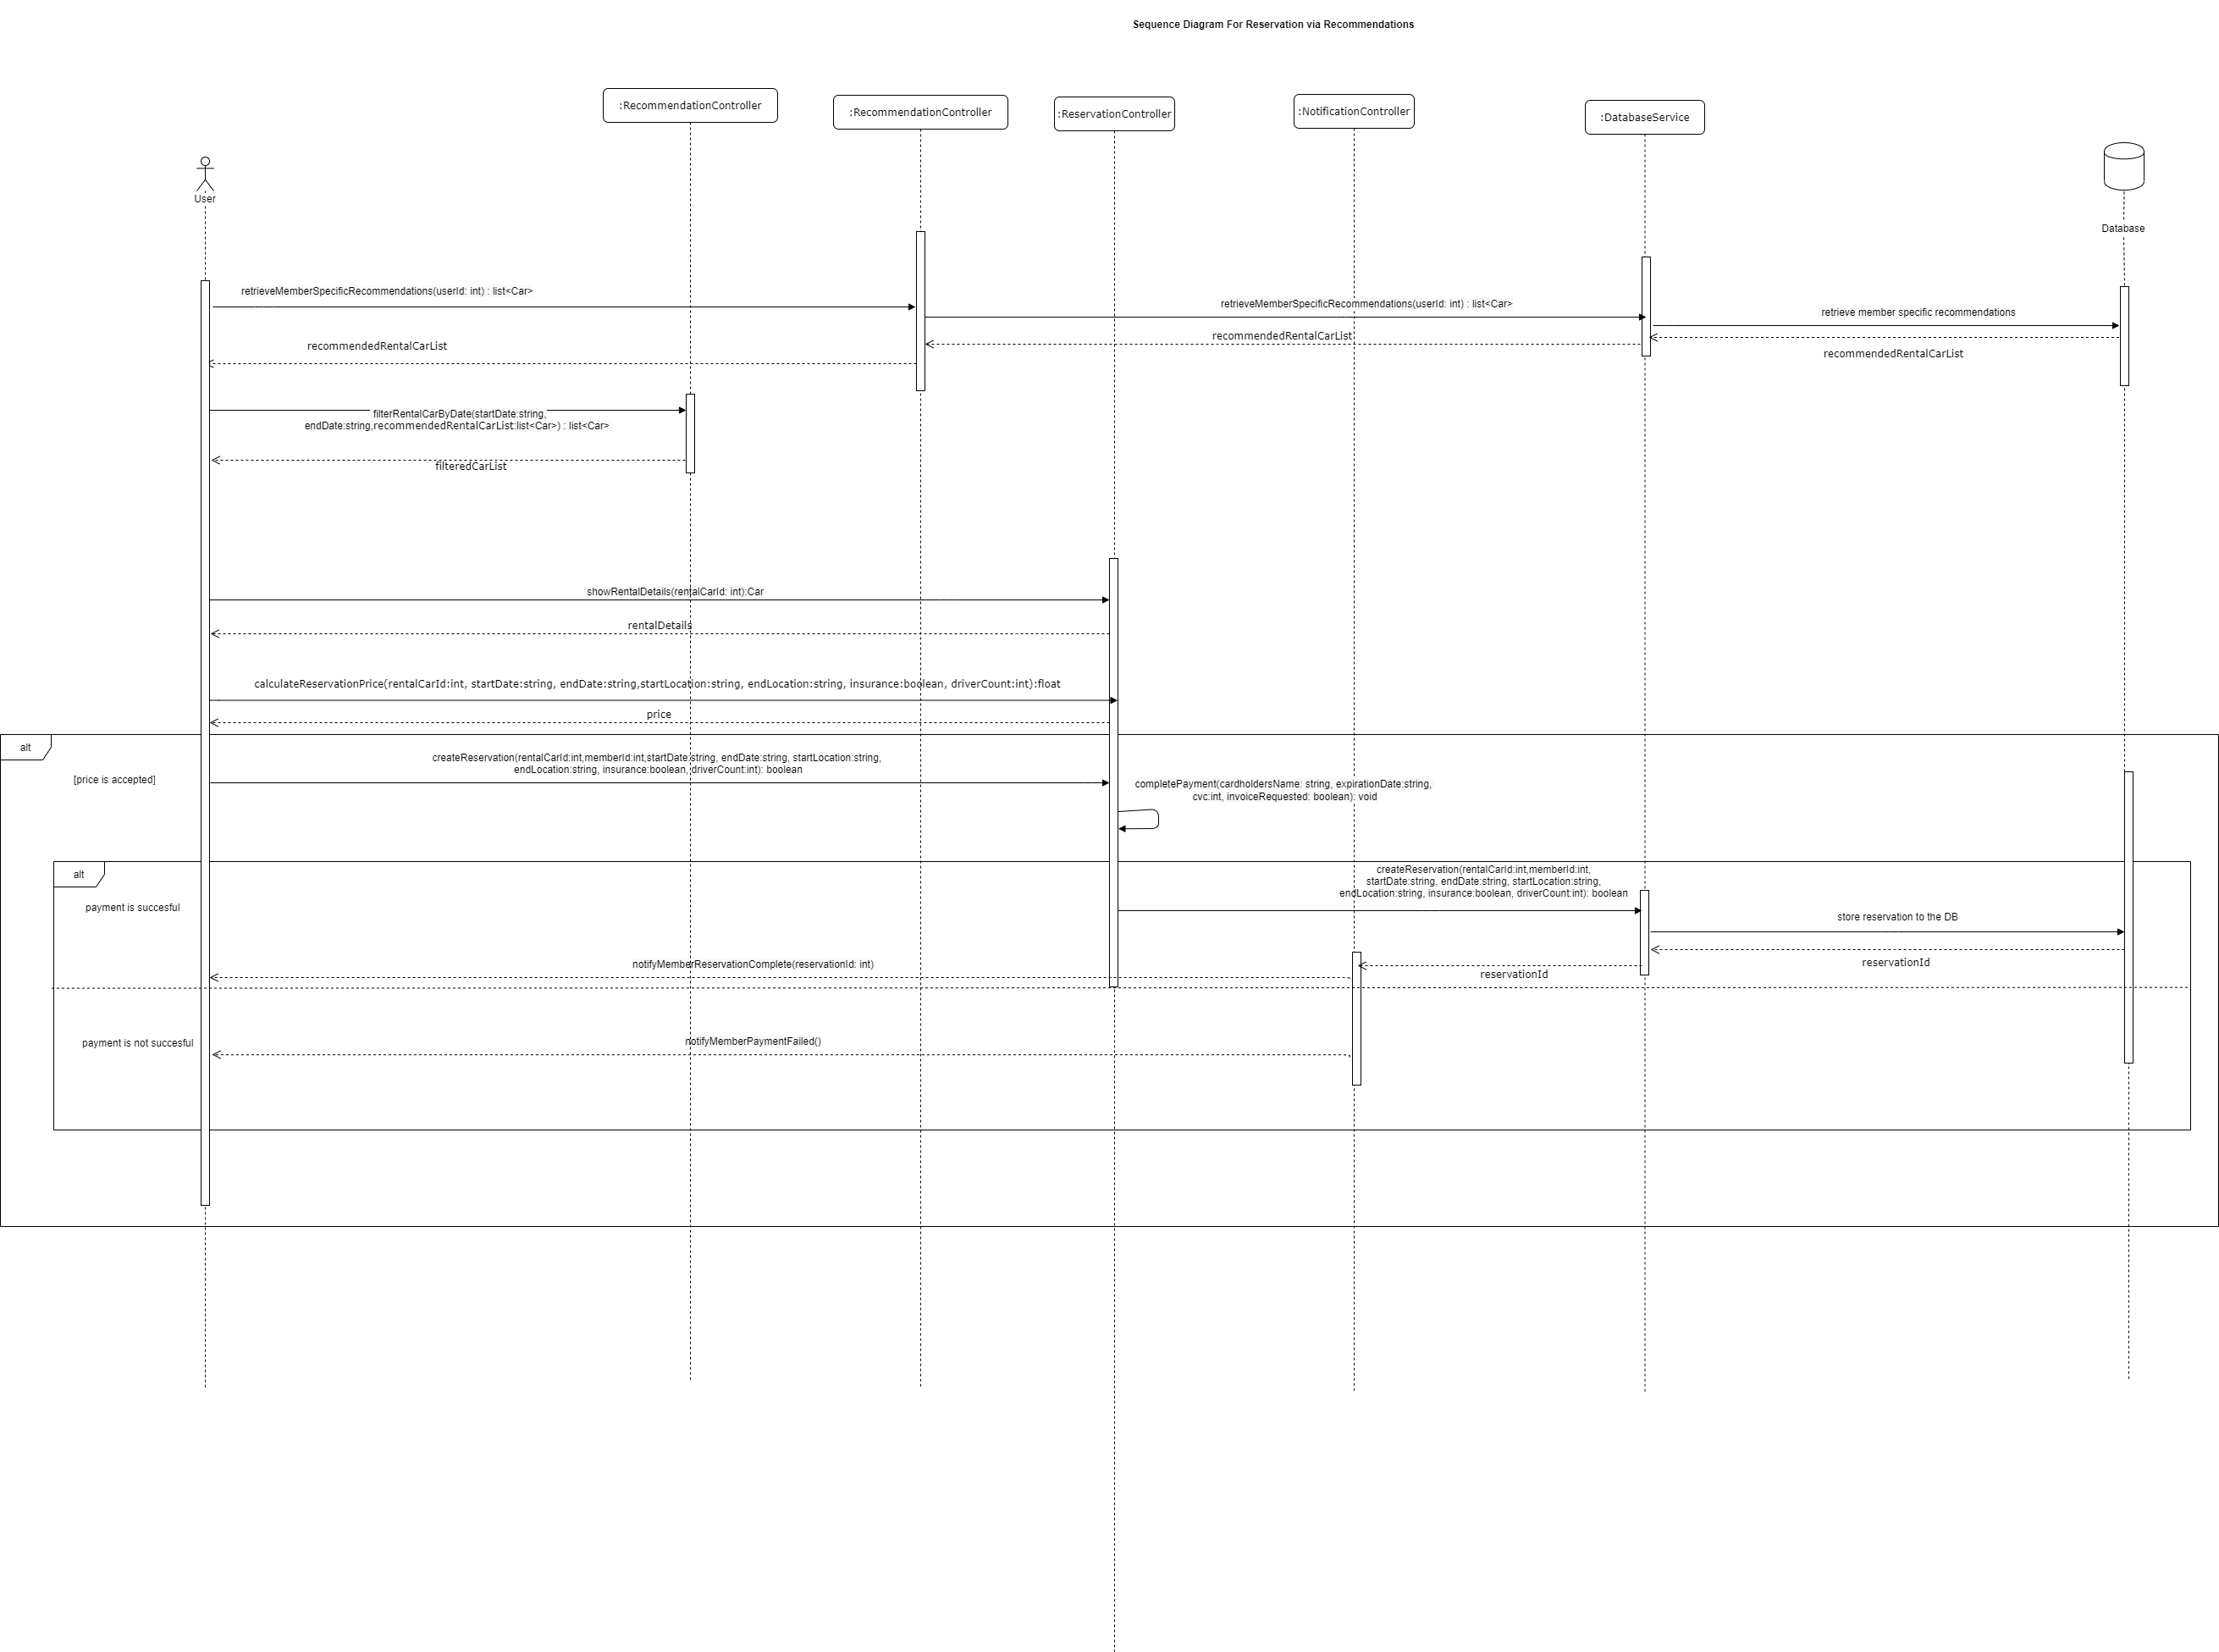 Sequence Diagram For Reservation via Recommendations
:RecommendationController
:RecommendationController
:ReservationController
:NotificationController
:DatabaseService
User
Database
retrieveMemberSpecificRecommendations(userId: int) : list<Car>
retrieveMemberSpecificRecommendations(userId: int) : list<Car>
retrieve member specific recommendations
recommendedRentalCarList
recommendedRentalCarList
recommendedRentalCarList
filterRentalCarByDate(startDate:string,
endDate:string,recommendedRentalCarList:list<Car>) : list<Car>
filteredCarList
showRentalDetails(rentalCarId: int):Car
rentalDetails
calculateReservationPrice(rentalCarId:int, startDate:string, endDate:string,startLocation:string, endLocation:string, insurance:boolean, driverCount:int):float
price
alt
[price is accepted]
createReservation(rentalCarId:int,memberId:int,startDate:string, endDate:string, startLocation:string,
endLocation:string, insurance:boolean, driverCount:int): boolean
completePayment(cardholdersName: string, expirationDate:string,
cvc:int, invoiceRequested: boolean): void
alt
payment is succesful
createReservation(rentalCarId:int,memberId:int,
startDate:string, endDate:string, startLocation:string,
endLocation:string, insurance:boolean, driverCount:int): boolean
store reservation to the DB
reservationId
reservationId
notifyMemberReservationComplete(reservationId: int)
payment is not succesful
notifyMemberPaymentFailed()